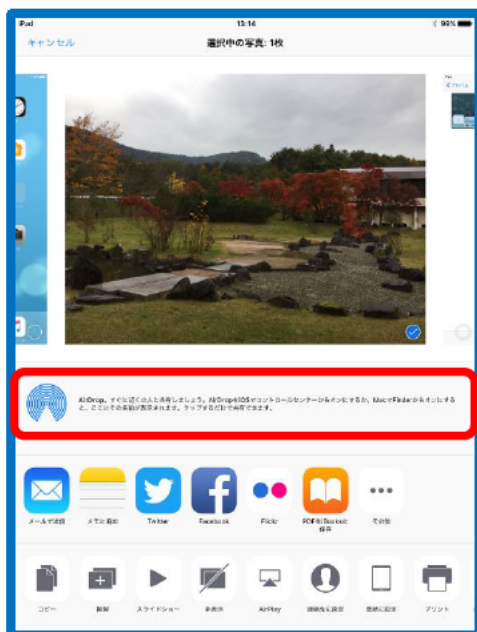 iPad 13:14 99%
キャンセル 選択中の写真: 1枚
AirDrop。すぐに近くの人と共有しましょう。AirDropをiOSでコントロールセンターからオンにするか、MacでFinderからオンにする
と、ここにその名前が表示されます。タップするだけで共有できます。
メールで送信 メモに追加 Twitter Facebook Flickr PDFをiBooksに
保存 その他
コピー 複製 スライドショー 非表示 AirPlay 連絡先に設定 壁紙に設定 プリント